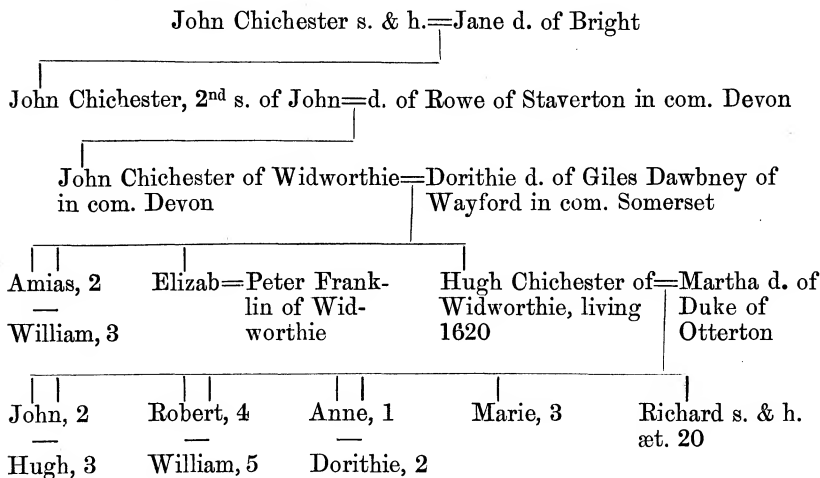 John Chichester s. & h.=Jane d. of Bright
John Chichester, 2nd s. of John=d. of Rowe of Staverton in com. Devon
John Chichester of Widworthie=Dorithie d. of Giles Dawbney of
in com. Devon
Wayford in com. Somerset
Amias, 2
—
William, 3
Elizab=Peter Frank-
lin of Wid-
worthie
Hugh Chichester of=Martha d. of
Widworthie, living
1620
Duke of
Otterton
John, 2
—
Hugh, 3
Robert, 4
—
William, 5
Anne, 1
—
Dorithie, 2
Marie, 3
Richard s. & h.
æt. 20